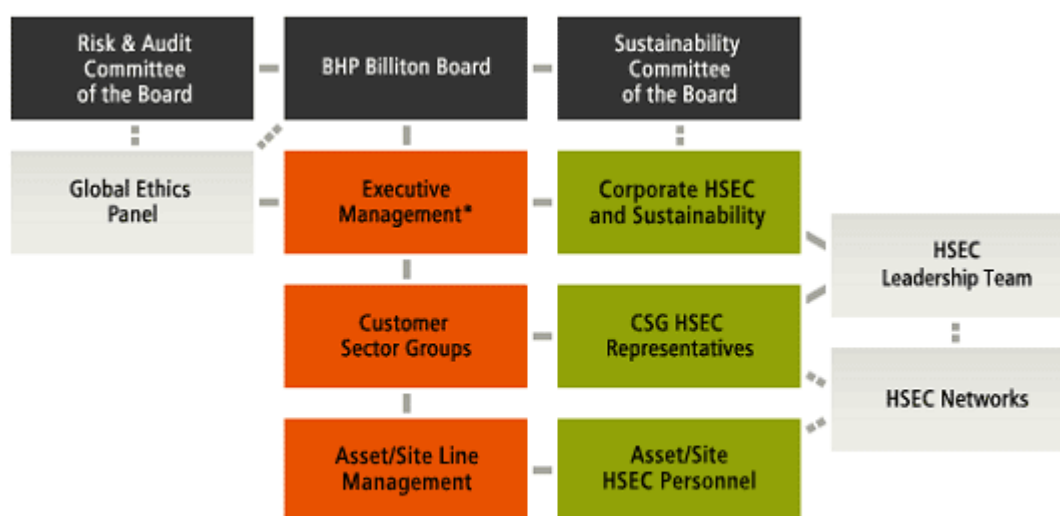 Risk & Audit
Committee
of the Board
BHP Billiton Board
Sustainability
Committee
of the Board
Global Ethics
Panel
Executive
Management*
Corporate HSEC
and Sustainability
HSEC
Leadership Team
Customer
Sector Groups
CSG HSEC
Representatives
HSEC Networks
Asset/Site Line
Management
Asset/Site
HSEC Personnel